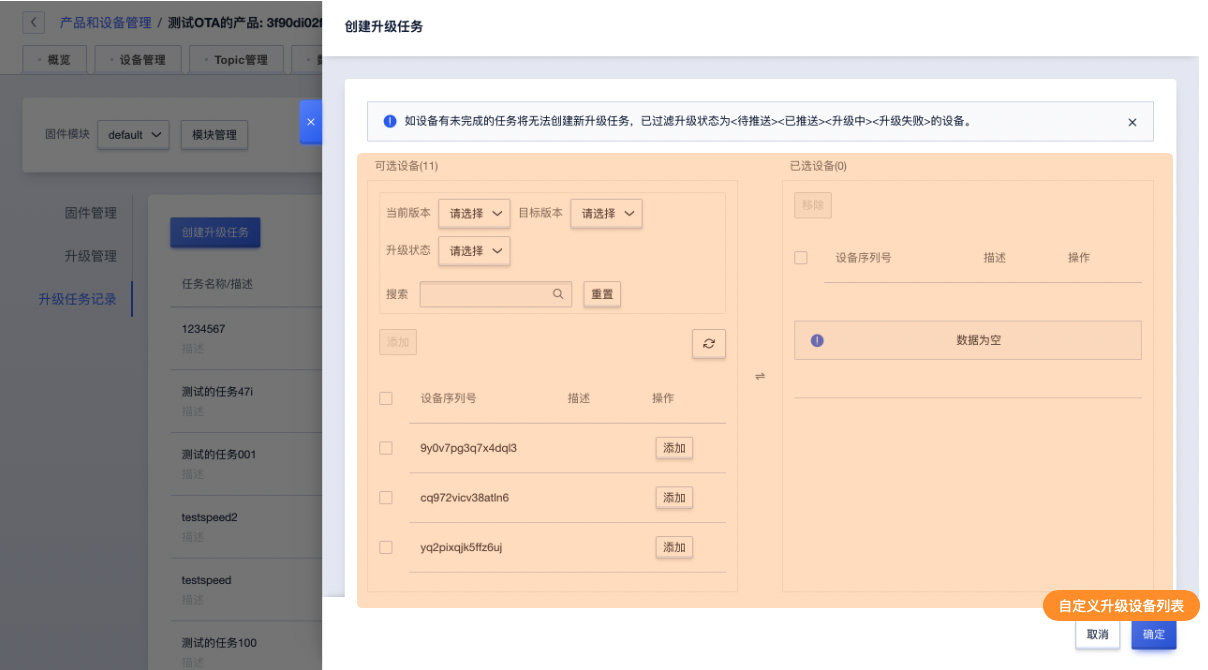 产品和设备管理 / 测试OTA的产品: 3f90di02f
· 概览 · 设备管理 · Topic管理
固件模块 default 模块管理
固件管理
升级管理
升级任务记录
创建升级任务
任务名称/描述
1234567
描述
测试的任务47i
描述
测试的任务001
描述
testspeed2
描述
testspeed
描述
测试的任务100
描述
创建升级任务
如设备有未完成的任务将无法创建新升级任务，已过滤升级状态为<待推送><已推送><升级中><升级失败>的设备。
可选设备(11)
当前版本 请选择 目标版本 请选择
升级状态 请选择
搜索 重置
添加
设备序列号 描述 操作
9y0v7pg3q7x4dql3 添加
cq972vicv38atln6 添加
yq2pixqjk5ffz6uj 添加
⇌
已选设备(0)
移除
设备序列号 描述 操作
数据为空
自定义升级设备列表
取消 确定